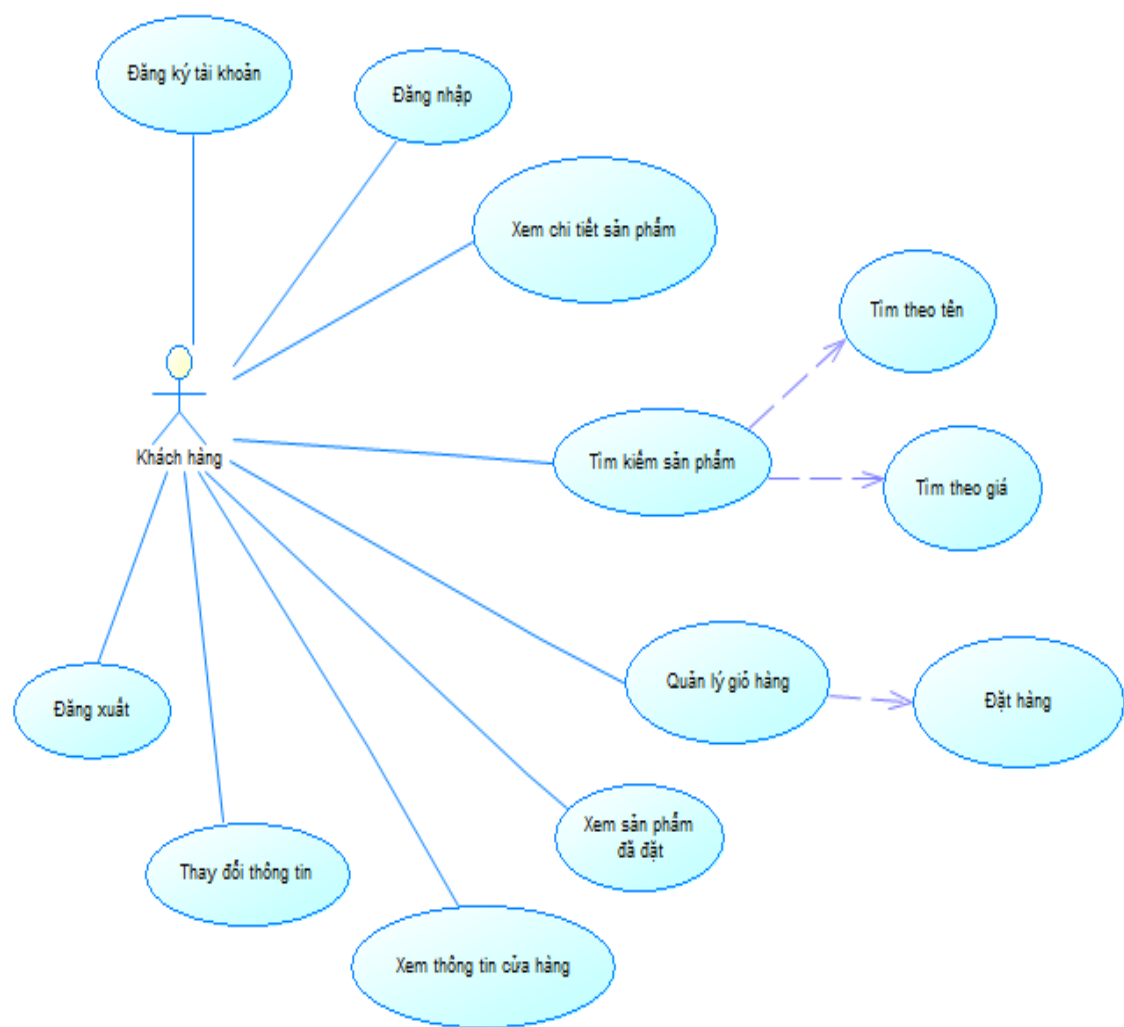 Đăng ký tài khoản
Đăng nhập
Xem chi tiết sản phẩm
Tìm theo tên
Khách hàng
Tìm kiếm sản phẩm
Tìm theo giá
Quản lý giỏ hàng
Đặt hàng
Đăng xuất
Xem sản phẩm
đã đặt
Thay đổi thông tin
Xem thông tin cửa hàng